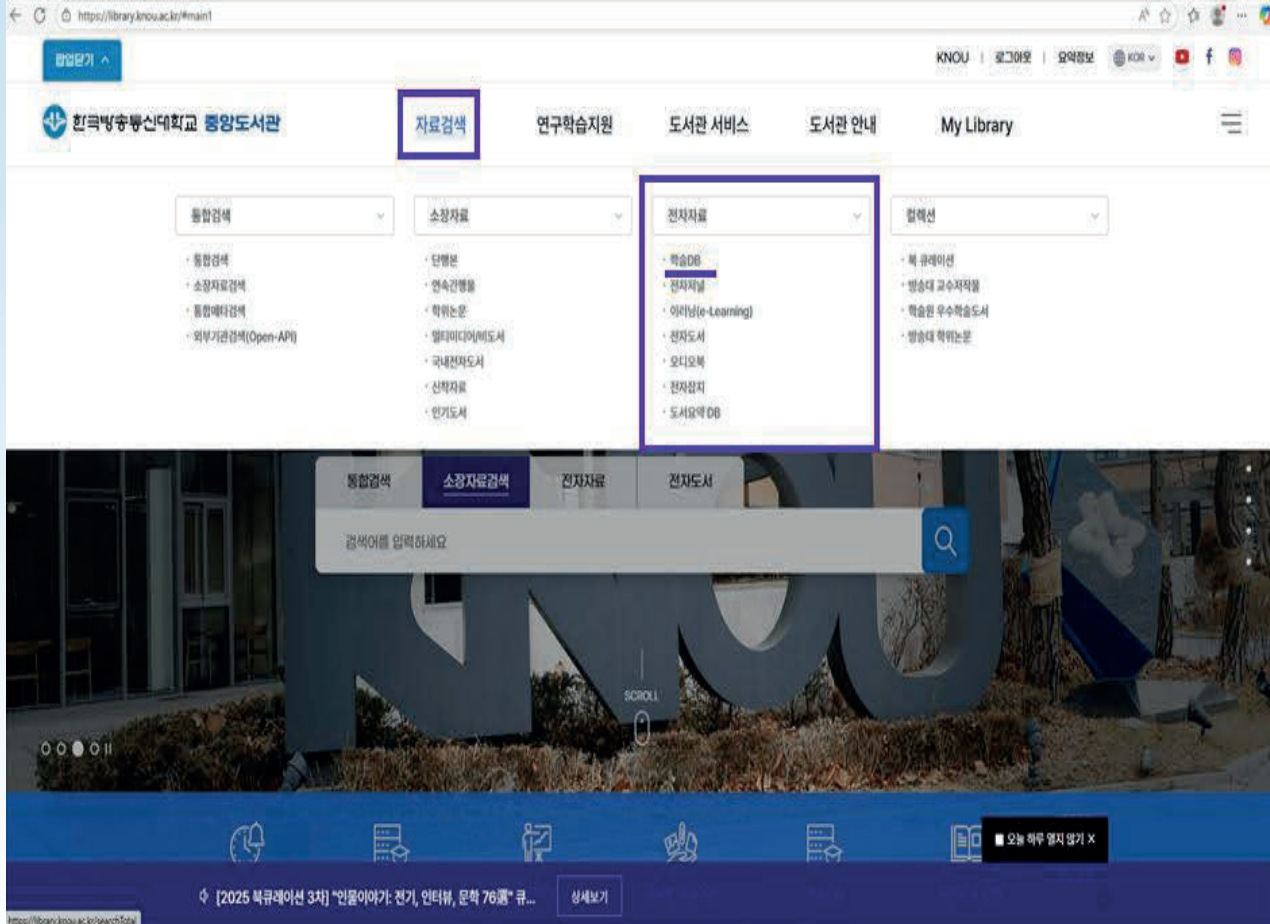 https://library.knou.ac.kr/#main1
팝업닫기
KNOU | 로그아웃 | 요약정보 KOR
한국방송통신대학교 중앙도서관
자료검색 연구학습지원 도서관 서비스 도서관 안내 My Library
통합검색
· 통합검색
· 소장자료검색
· 통합메타검색
· 외부기관검색(Open-API)
소장자료
· 단행본
· 연속간행물
· 학위논문
· 멀티미디어/비도서
· 국내전자도서
· 신착자료
· 인기도서
전자자료
· 학술DB
· 전자저널
· 이러닝(e-Learning)
· 전자도서
· 오디오북
· 전자잡지
· 도서요약 DB
컬렉션
· 북 큐레이션
· 방송대 교수저작물
· 학술원 우수학술도서
· 방송대 학위논문
통합검색 소장자료검색 전자자료 전자도서
검색어를 입력하세요
SCROLL
오늘 하루 열지 않기 X
[2025 북큐레이션 3차] "인물이야기: 전기, 인터뷰, 문학 76選" 큐... 상세보기
https://library.knou.ac.kr/searchTotal